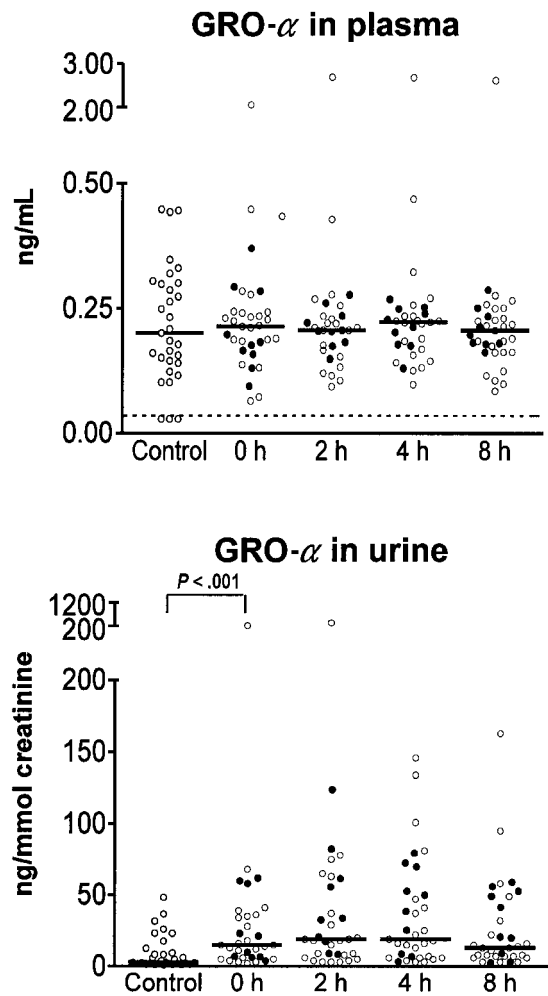 GRO-α in plasma
3.00
2.00
0.50
0.25
0.00
ng/mL
Control 0 h 2 h 4 h 8 h
GRO-α in urine
P < .001
1200
200
200
150
100
50
0
ng/mmol creatinine
Control 0 h 2 h 4 h 8 h